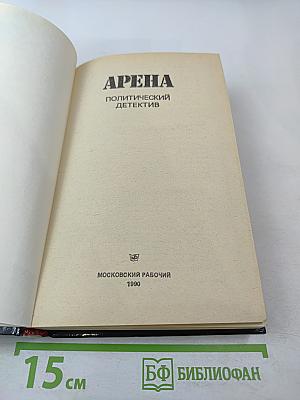 АРЕНА
ПОЛИТИЧЕСКИЙ
ДЕТЕКТИВ
МОСКОВСКИЙ РАБОЧИЙ
1990
15 см
БФ БИБЛИОФАН